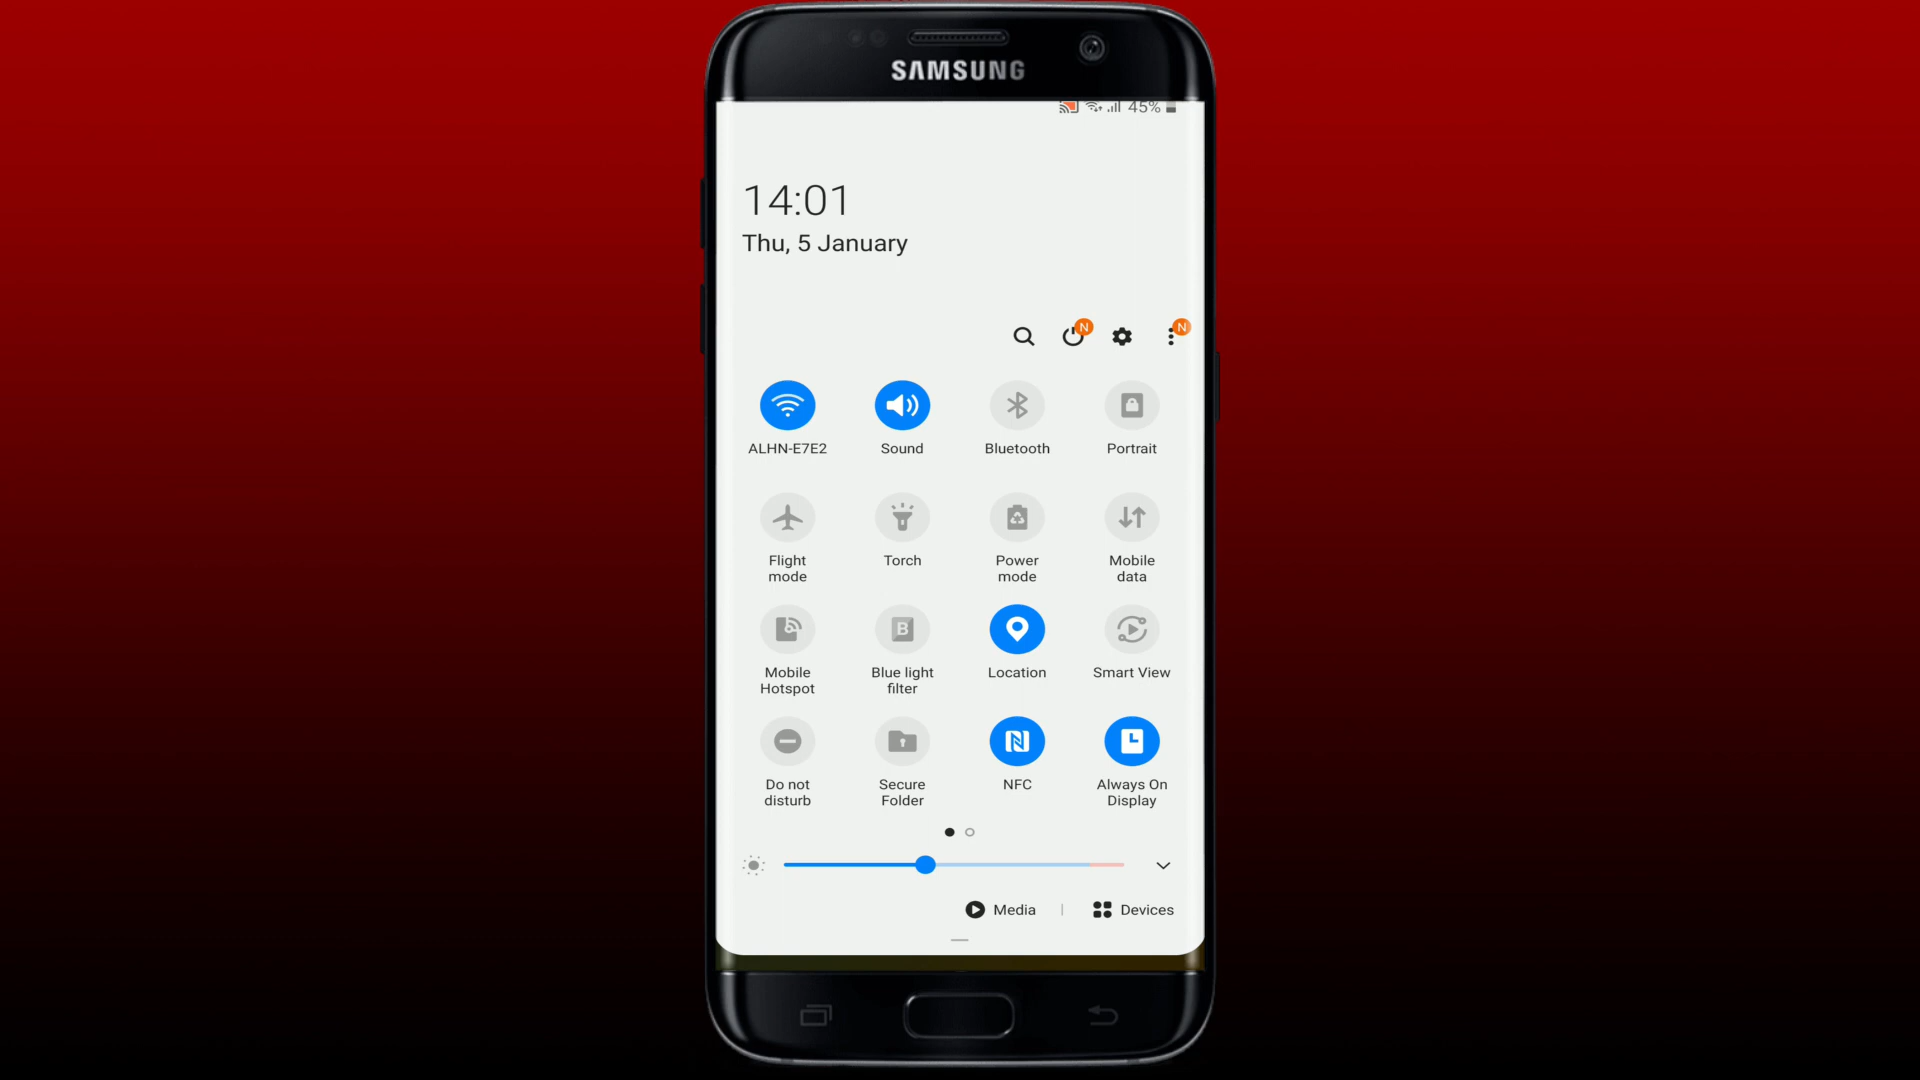 SAMSUNG
45%
14:01
Thu, 5 January
N
N
ALHN-E7E2
Sound
Bluetooth
Portrait
Flight
mode
Torch
Power
mode
Mobile
data
Mobile
Hotspot
B
Blue light
filter
Location
Smart View
Do not
disturb
Secure
Folder
NFC
Always On
Display
Media
Devices